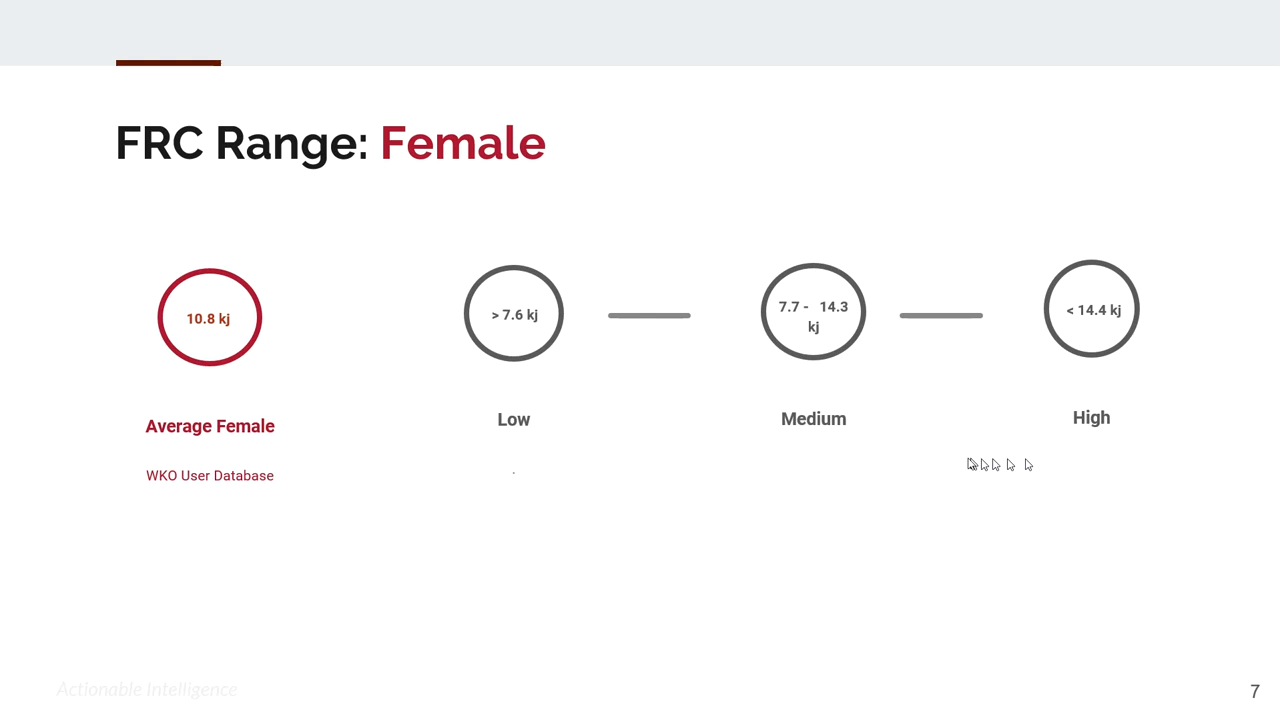 FRC Range: Female
10.8 kj
> 7.6 kj
7.7 - 14.3
kj
< 14.4 kj
Average Female
Low
Medium
High
WKO User Database
Actionable Intelligence
7